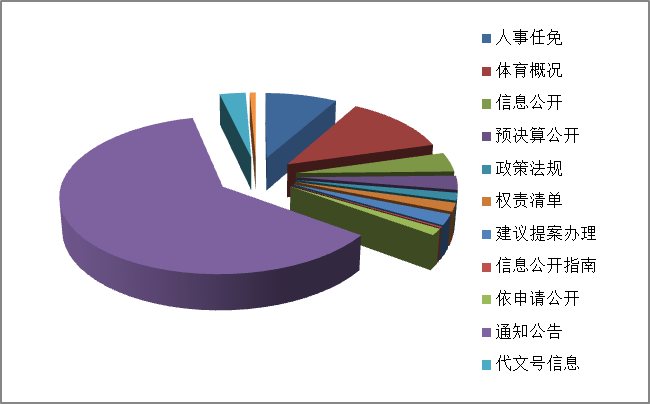 人事任免
体育概况
信息公开
预决算公开
政策法规
权责清单
建议提案办理
信息公开指南
依申请公开
通知公告
代文号信息